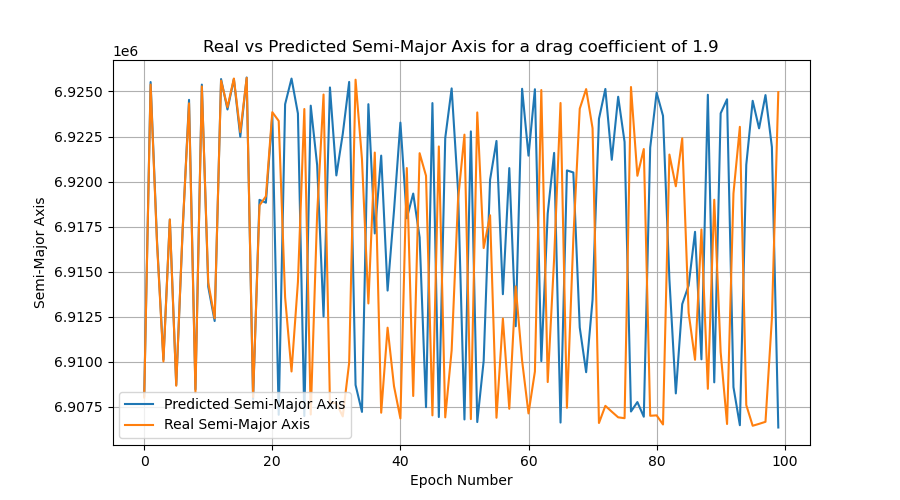 Real vs Predicted Semi-Major Axis for a drag coefficient of 1.9
1e6
6.9250
6.9225
6.9200
6.9175
6.9150
6.9125
6.9100
6.9075
Semi-Major Axis
Predicted Semi-Major Axis
Real Semi-Major Axis
0 20 40 60 80 100
Epoch Number